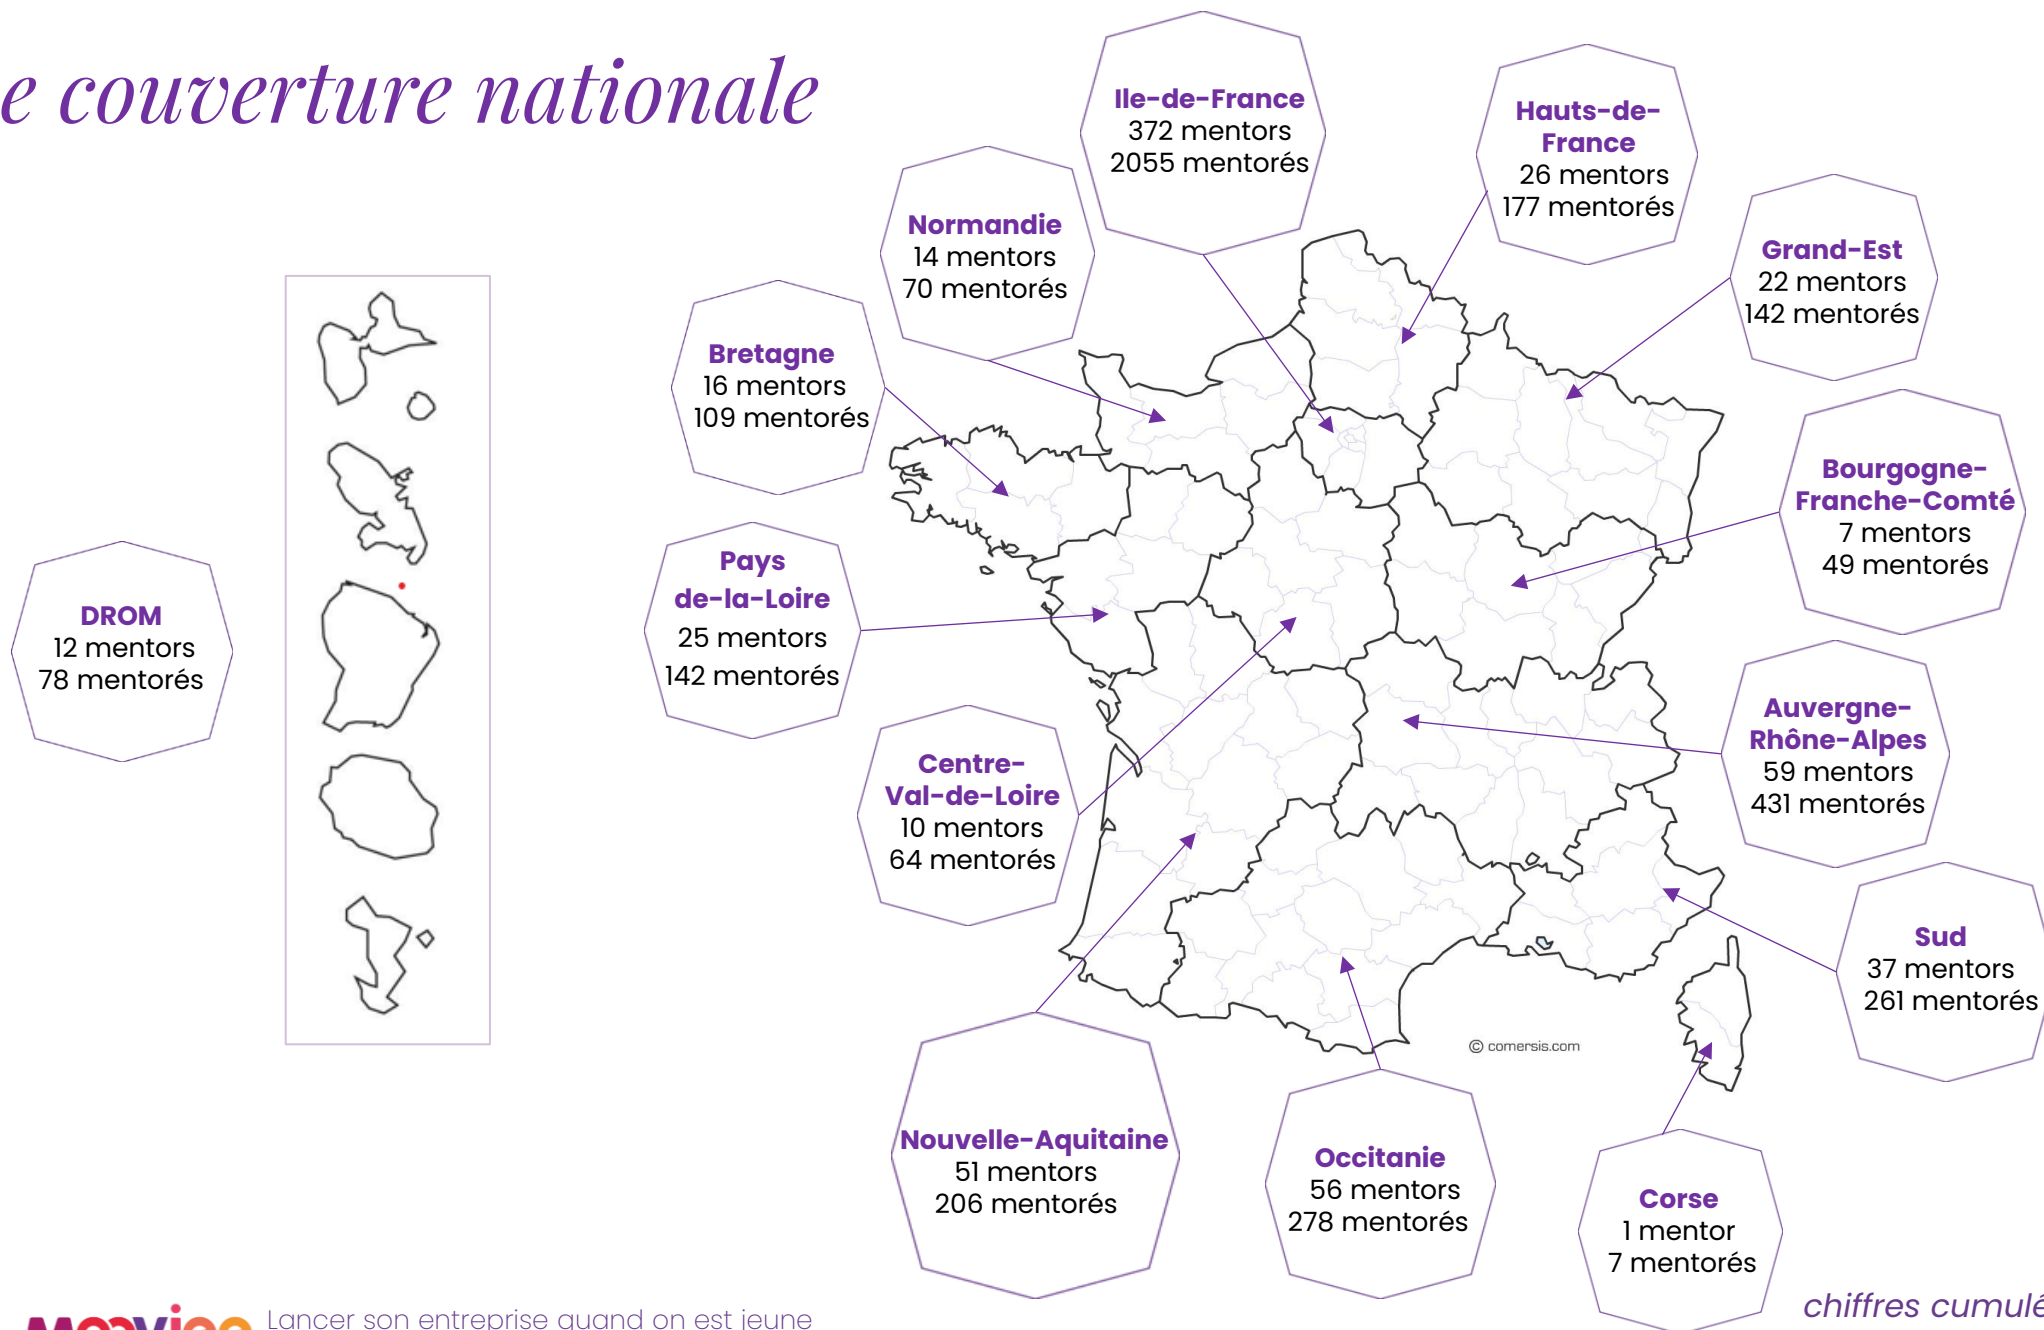 e couverture nationale
Ile-de-France
372 mentors
2055 mentorés
Hauts-de-
France
26 mentors
177 mentorés
Normandie
14 mentors
70 mentorés
Grand-Est
22 mentors
142 mentorés
Bretagne
16 mentors
109 mentorés
Bourgogne-
Franche-Comté
7 mentors
49 mentorés
Pays
de-la-Loire
25 mentors
142 mentorés
DROM
12 mentors
78 mentorés
Auvergne-
Rhône-Alpes
59 mentors
431 mentorés
Centre-
Val-de-Loire
10 mentors
64 mentorés
Sud
37 mentors
261 mentorés
© comersis.com
Nouvelle-Aquitaine
51 mentors
206 mentorés
Occitanie
56 mentors
278 mentorés
Corse
1 mentor
7 mentorés
chiffres cumulé
Lancer son entreprise quand on est jeune